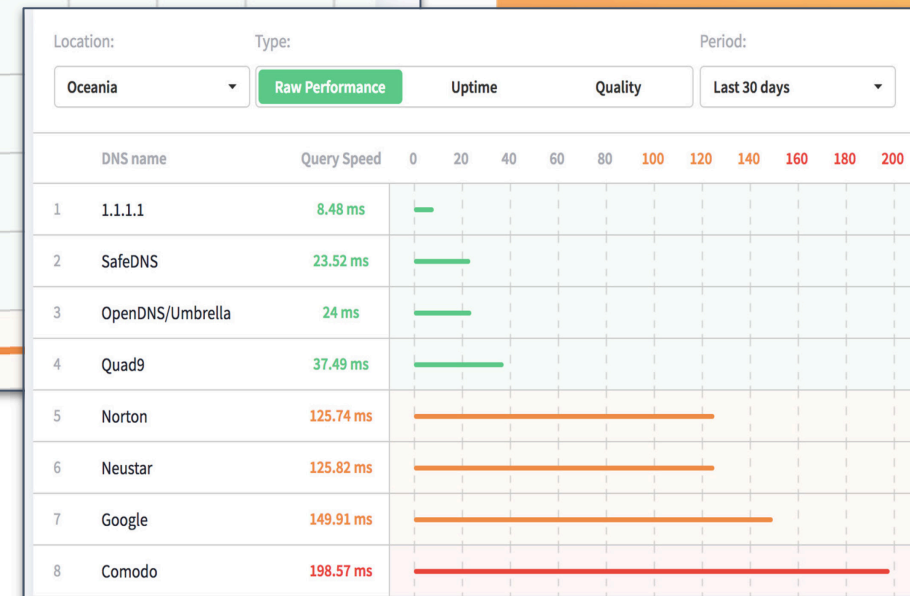 Location: Type: Period:
Oceania Raw Performance Uptime Quality Last 30 days
DNS name Query Speed 0 20 40 60 80 100 120 140 160 180 200
1 1.1.1.1 8.48 ms
2 SafeDNS 23.52 ms
3 OpenDNS/Umbrella 24 ms
4 Quad9 37.49 ms
5 Norton 125.74 ms
6 Neustar 125.82 ms
7 Google 149.91 ms
8 Comodo 198.57 ms